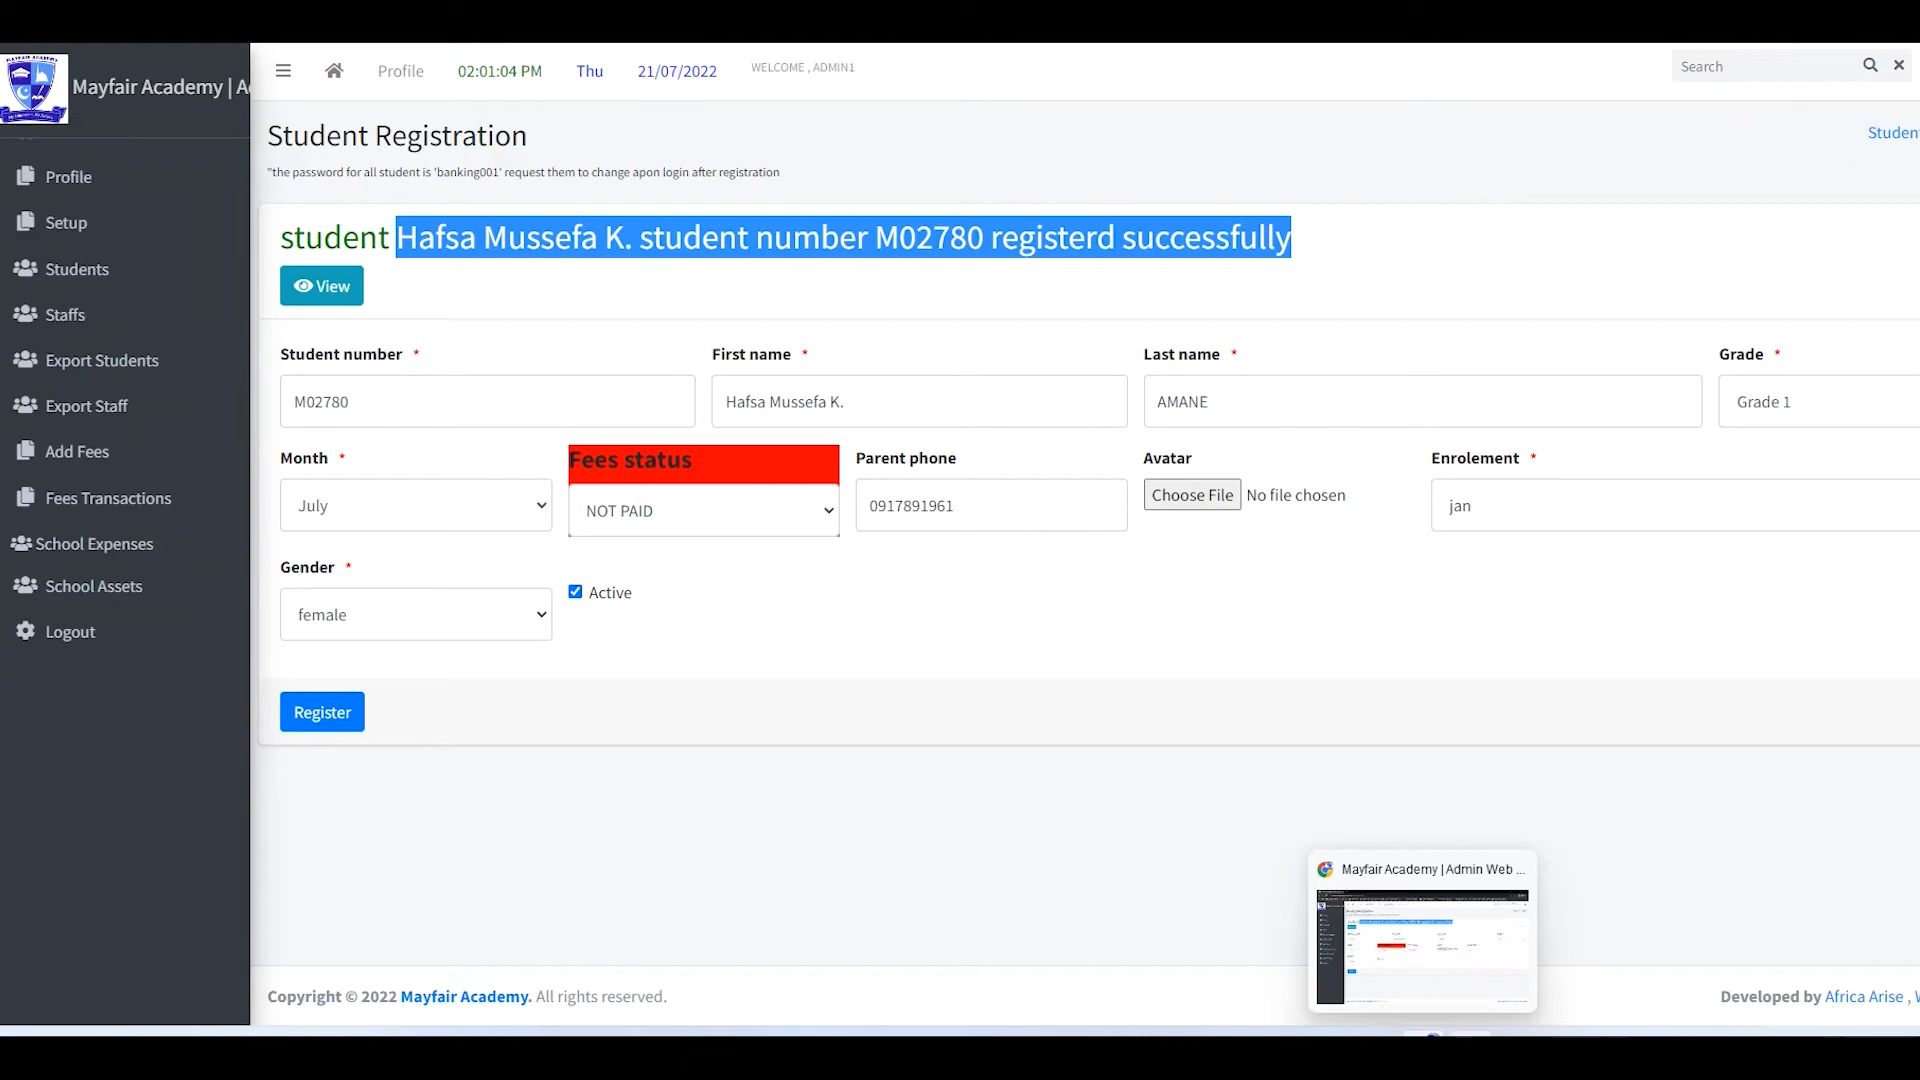 Mayfair Academy | A
Profile
02:01:04 PM
Thu
21/07/2022
WELCOME , ADMIN1
Search
Student Registration
Studen
"the password for all student is 'banking001' request them to change apon login after registration
Profile
Setup
Students
Staffs
Export Students
Export Staff
Add Fees
Fees Transactions
School Expenses
School Assets
Logout
student Hafsa Mussefa K. student number M02780 registerd successfully
View
Student number *
First name *
Last name *
Grade *
M02780
Hafsa Mussefa K.
AMANE
Grade 1
Month *
Fees status
Parent phone
Avatar
Enrolement *
July
NOT PAID
0917891961
Choose File No file chosen
jan
Gender *
female
Active
Register
Mayfair Academy | Admin Web ...
Copyright © 2022 Mayfair Academy. All rights reserved.
Developed by Africa Arise ,